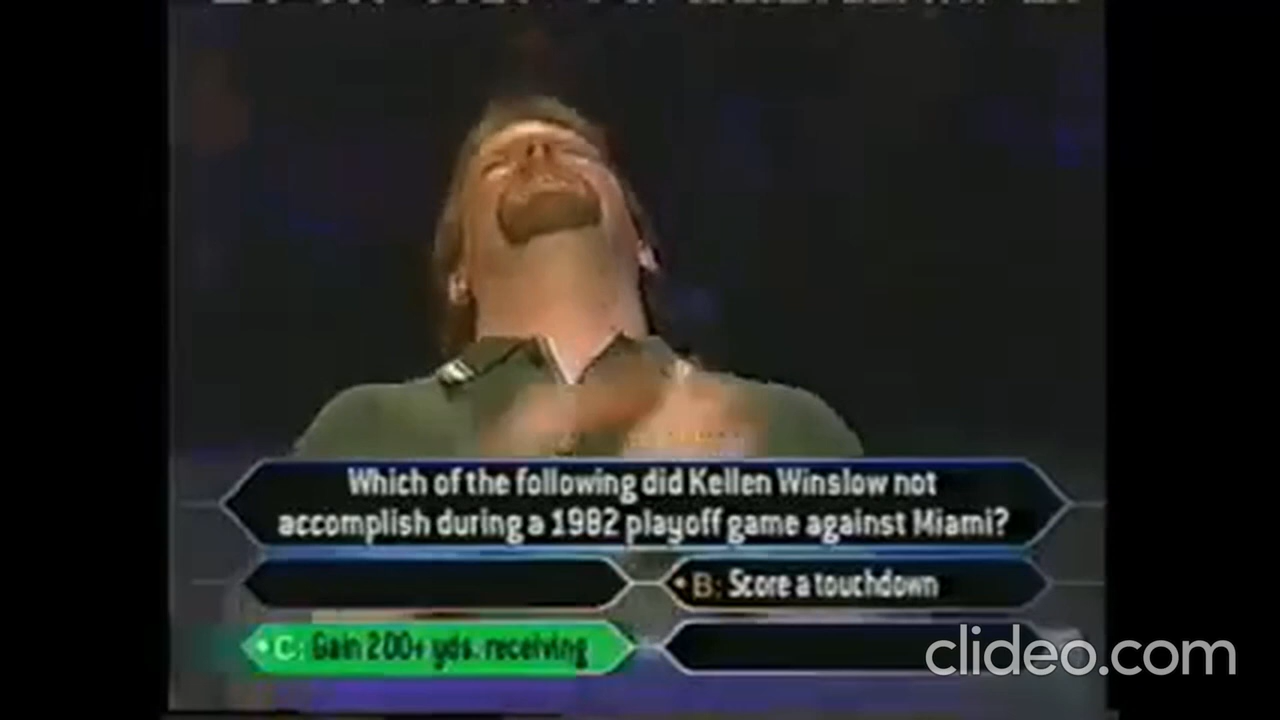 Which of the following did Kellen Winslow not
accomplish during a 1982 playoff game against Miami?
B: Score a touchdown
C: Gain 200+ yds. receiving
clideo.com